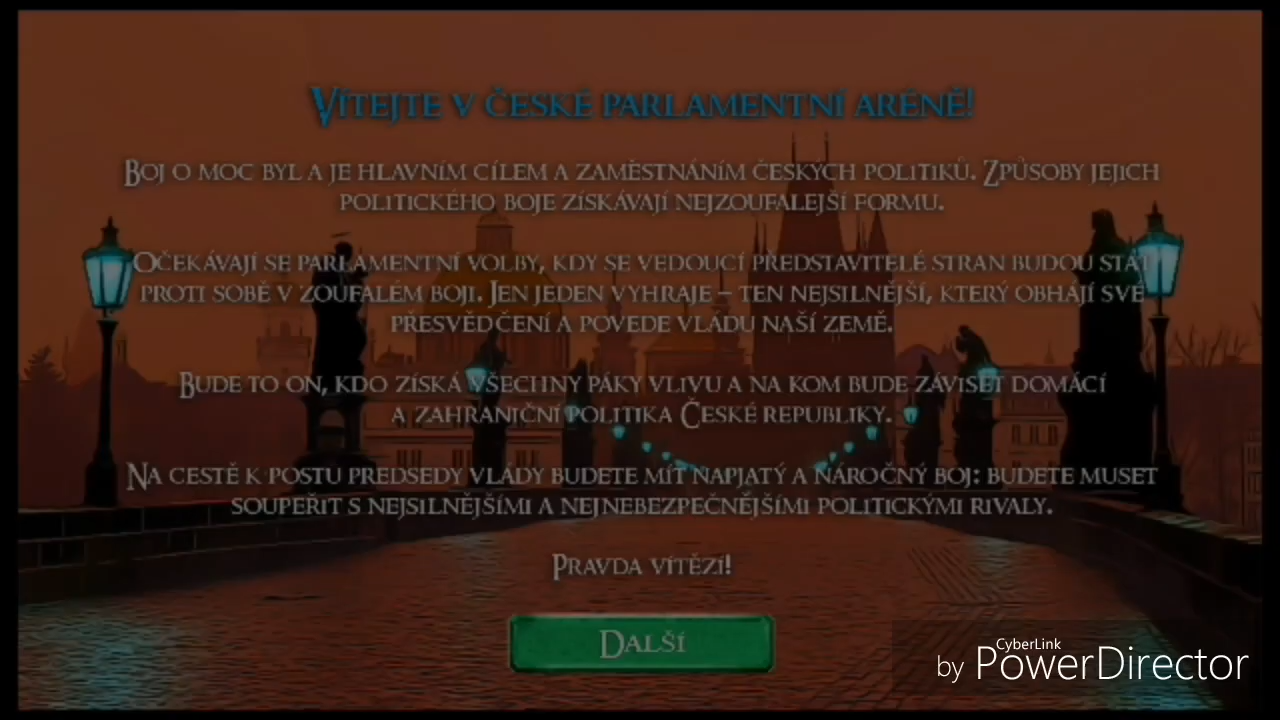 Vítejte v české parlamentní aréně!
Boj o moc byl a je hlavním cílem a zaměstnáním českých politiků. Způsoby jejich
politického boje získávají nejzoufalejší formu.
Očekávají se parlamentní volby, kdy se vedoucí představitelé stran budou stát
proti sobě v zoufalém boji. Jen jeden vyhraje – ten nejsilnější, který obhájí své
přesvědčení a povede vládu naší země.
Bude to on, kdo získá všechny páky vlivu a na kom bude záviset domácí
a zahraniční politika České republiky.
Na cestě k postu předsedy vlády budete mít napjatý a náročný boj: budete muset
soupeřit s nejsilnějšími a nejnebezpečnějšími politickými rivaly.
Pravda vítězí!
Další
CyberLink
by PowerDirector